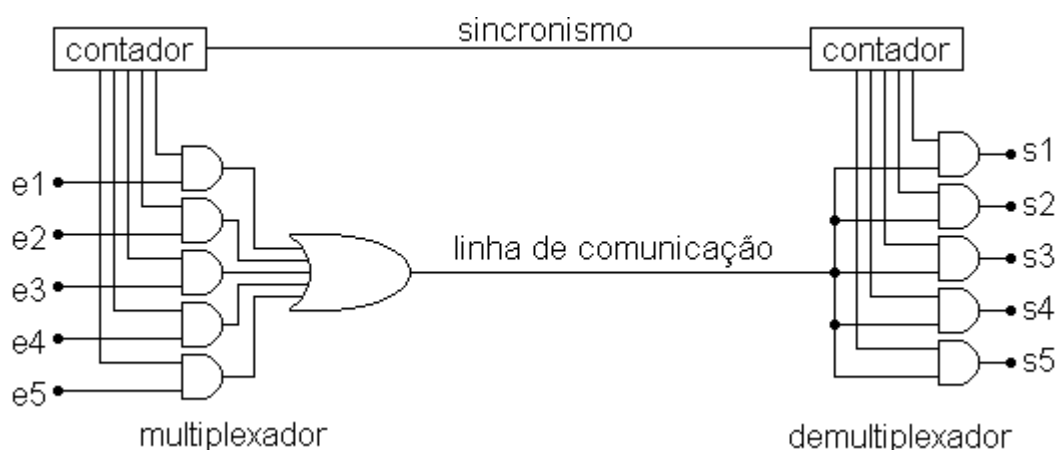 sincronismo
contador
contador
e1
e2
e3
e4
e5
linha de comunicação
s1
s2
s3
s4
s5
multiplexador
demultiplexador